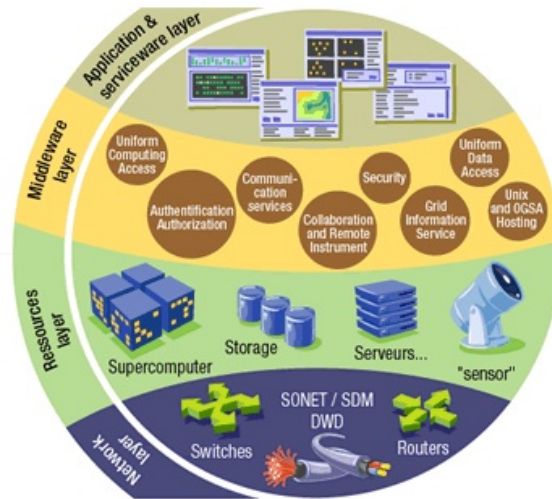 Application &
serviceware layer
Middleware
layer
Uniform
Computing
Access
Authentification
Authorization
Communi-
cation
services
Collaboration
and Remote
Instrument
Security
Grid
Information
Service
Uniform
Data
Access
Unix
and OGSA
Hosting
Ressources
layer
Supercomputer
Storage
Serveurs...
"sensor"
Network
layer
Switches
SONET / SDM
DWD
Routers